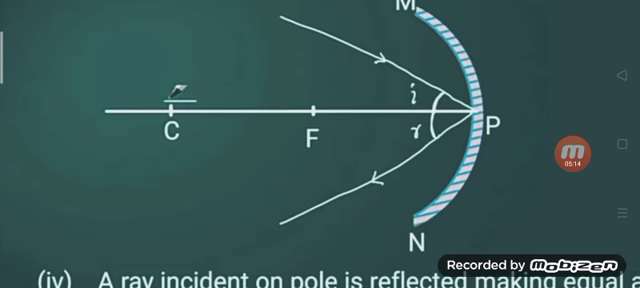 M
i
C
F
r
P
05:14
N
Recorded by mobizen
(iv) A ray incident on pole is reflected making equal a